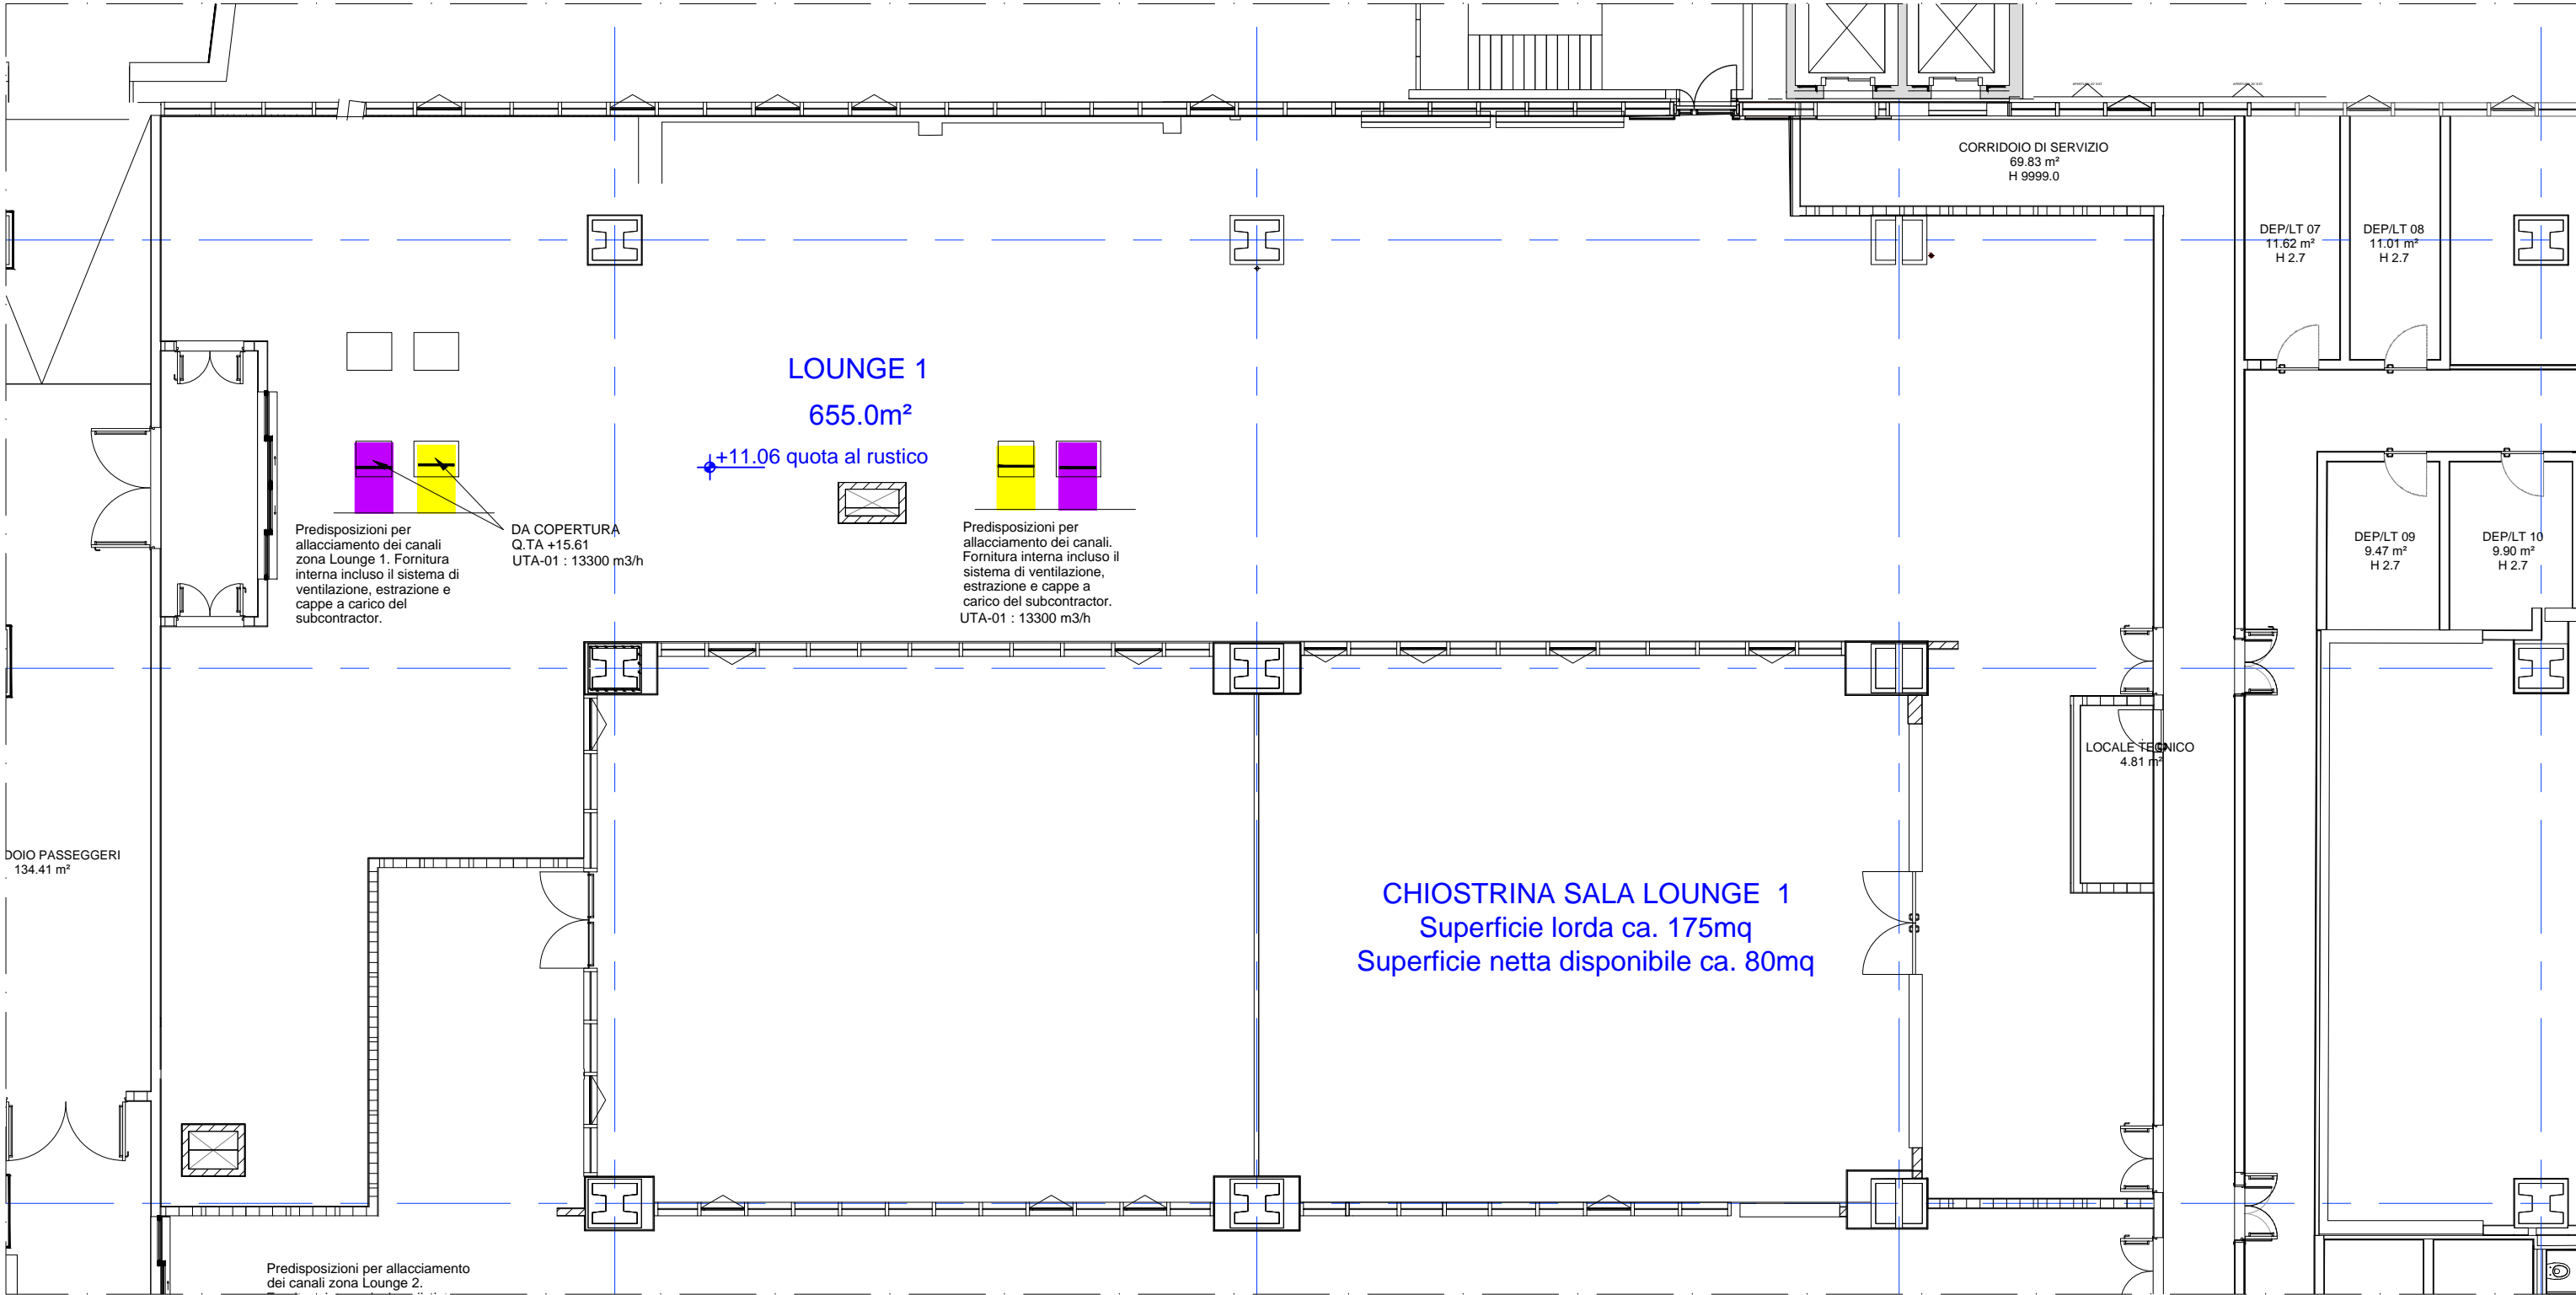 CORRIDOIO DI SERVIZIO
69.83 m²
H 9999.0
DEP/LT 07
11.62 m²
H 2.7
DEP/LT 08
11.01 m²
H 2.7
LOUNGE 1
655.0m²
+11.06 quota al rustico
Predisposizioni per
allacciamento dei canali
zona Lounge 1. Fornitura
interna incluso il sistema di
ventilazione, estrazione e
cappe a carico del
subcontractor.
DA COPERTURA
Q.TA +15.61
UTA-01 : 13300 m3/h
Predisposizioni per
allacciamento dei canali.
Fornitura interna incluso il
sistema di ventilazione,
estrazione e cappe a
carico del subcontractor.
UTA-01 : 13300 m3/h
DEP/LT 09
9.47 m²
H 2.7
DEP/LT 10
9.90 m²
H 2.7
LOCALE TECNICO
4.81 m²
DOIO PASSEGGERI
134.41 m²
CHIOSTRINA SALA LOUNGE 1
Superficie lorda ca. 175mq
Superficie netta disponibile ca. 80mq
Predisposizioni per allacciamento
dei canali zona Lounge 2.